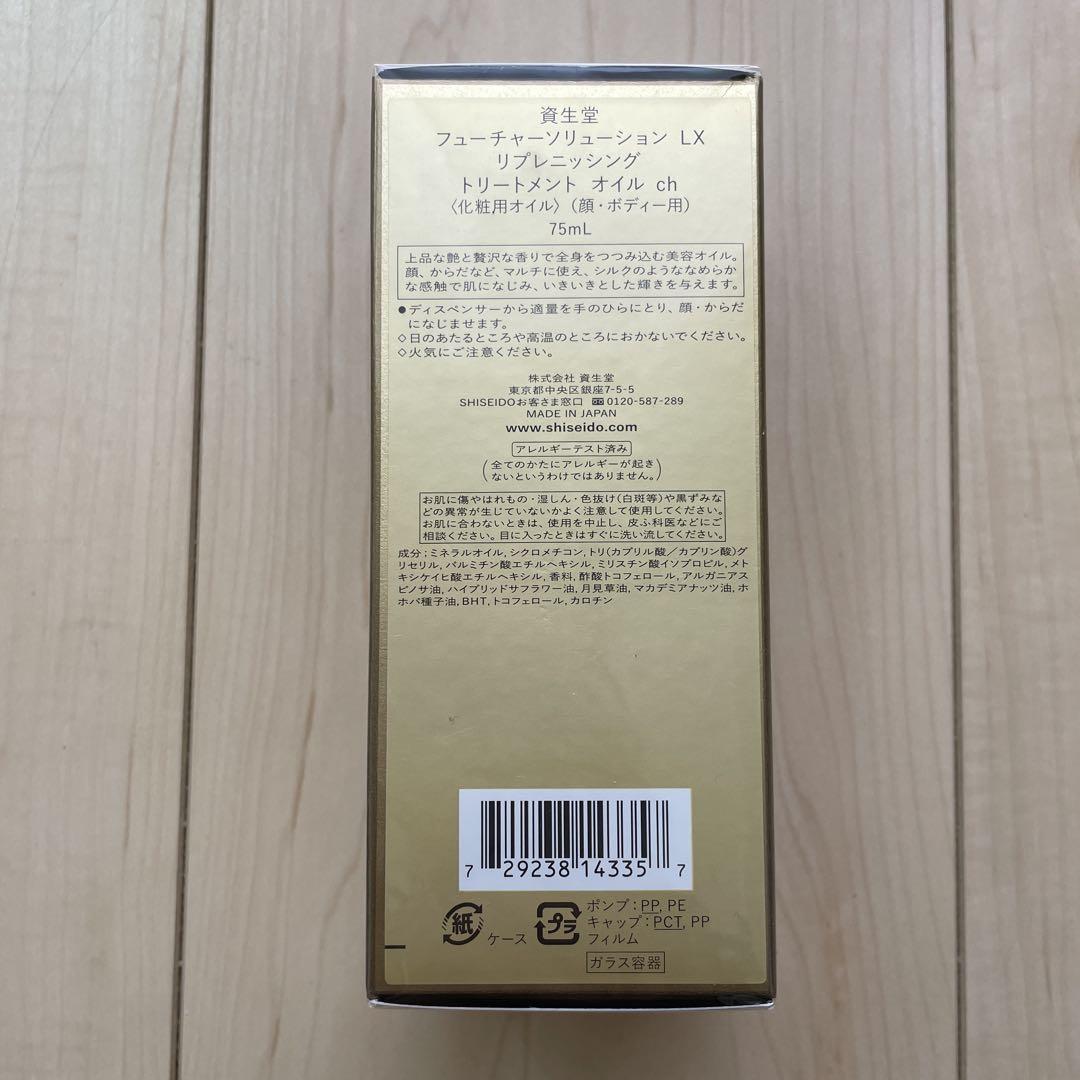 資生堂
フューチャーソリューション LX
リプレニッシング
トリートメント オイル ch
〈化粧用オイル〉(顔・ボディー用)
75mL
上品な艶と贅沢な香りで全身をつつみ込む美容オイル。
顔、からだなど、マルチに使え、シルクのようななめらか
な感触で肌になじみ、いきいきとした輝きを与えます。
●ディスペンサーから適量を手のひらにとり、顔・からだ
になじませます。
◇日のあたるところや高温のところにおかないでください。
◇火気にご注意ください。
株式会社 資生堂
東京都中央区銀座7-5-5
SHISEIDOお客さま窓口 0120-587-289
MADE IN JAPAN
www.shiseido.com
アレルギーテスト済み
(全てのかたにアレルギーが起き
ないというわけではありません。)
お肌に傷やはれもの・湿しん・色抜け(白斑等)や黒ずみな
どの異常が生じていないかよく注意して使用してください。
お肌に合わないときは、使用を中止し、皮ふ科医などにご
相談ください。目に入ったときはすぐに洗い流してください。
成分；ミネラルオイル, シクロメチコン, トリ(カプリル酸／カプリン酸)グ
リセリル, パルミチン酸エチルヘキシル, ミリスチン酸イソプロピル, メト
キシケイヒ酸エチルヘキシル, 香料, 酢酸トコフェロール, アルガニアス
ピノサ油, ハイブリッドサフラワー油, 月見草油, マカデミアナッツ油, ホ
ホバ種子油, BHT, トコフェロール, カロチン
7 29238 14335 7
紙 ケース
プラ
ポンプ：PP, PE
キャップ：PCT, PP
フィルム
ガラス容器